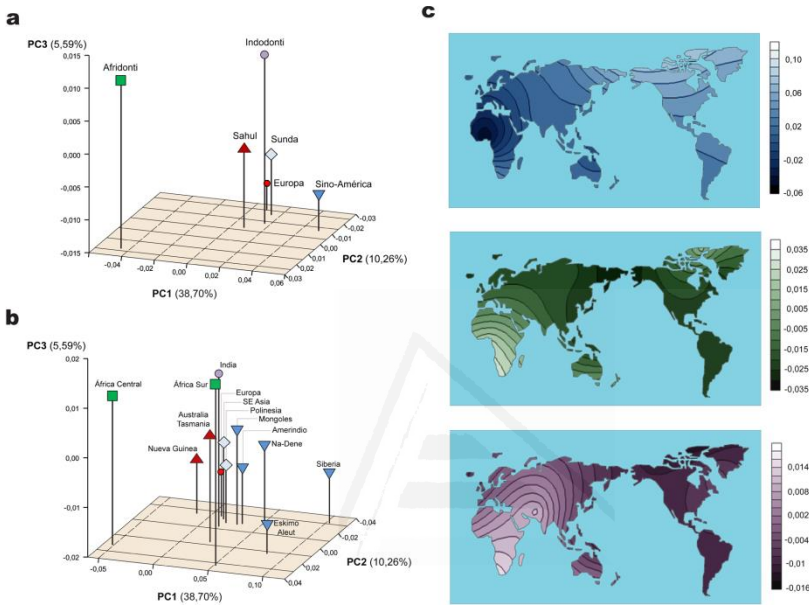 a
PC3 (5,59%)
0,015
0,010
0,005
0,000
-0,005
-0,010
-0,015
Afridonti
Indodonti
Sahul
Sunda
Europa
Sino-América
-0,04
-0,02
0,00
0,02
0,04
0,06
PC1 (38,70%)
-0,03
-0,02
-0,01
0,00
0,01
0,02
0,03
PC2 (10,26%)
b
PC3 (5,59%)
0,02
0,01
0,00
-0,01
-0,02
África Central
África Sur
India
Europa
SE Asia
Polinesia
Mongoles
Amerindio
Na-Dene
Australia
Tasmania
Nueva Guinea
Siberia
Eskimo
Aleut
-0,05
0,00
0,05
0,10
PC1 (38,70%)
-0,04
-0,02
0,00
0,02
0,04
PC2 (10,26%)
c
0,10
0,06
0,02
-0,02
-0,06
0,035
0,025
0,015
0,005
-0,005
-0,015
-0,025
-0,035
0,014
0,008
0,004
-0,001
-0,006
-0,01
-0,016